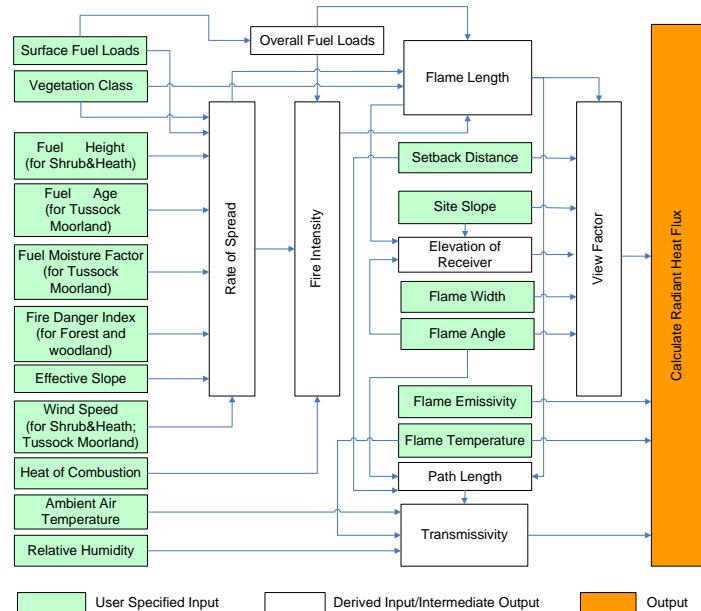 Surface Fuel Loads
Overall Fuel Loads
Vegetation Class
Flame Length
Fuel Height
(for Shrub&Heath)
Fuel Age
(for Tussock
Moorland)
Fuel Moisture Factor
(for Tussock
Moorland)
Fire Danger Index
(for Forest and
woodland)
Effective Slope
Wind Speed
(for Shrub&Heath;
Tussock Moorland)
Heat of Combustion
Ambient Air
Temperature
Relative Humidity
Rate of Spread
Fire Intensity
Setback Distance
Site Slope
Elevation of
Receiver
Flame Width
Flame Angle
Flame Emissivity
Flame Temperature
Path Length
Transmissivity
View Factor
Calculate Radiant Heat Flux
User Specified Input
Derived Input/Intermediate Output
Output